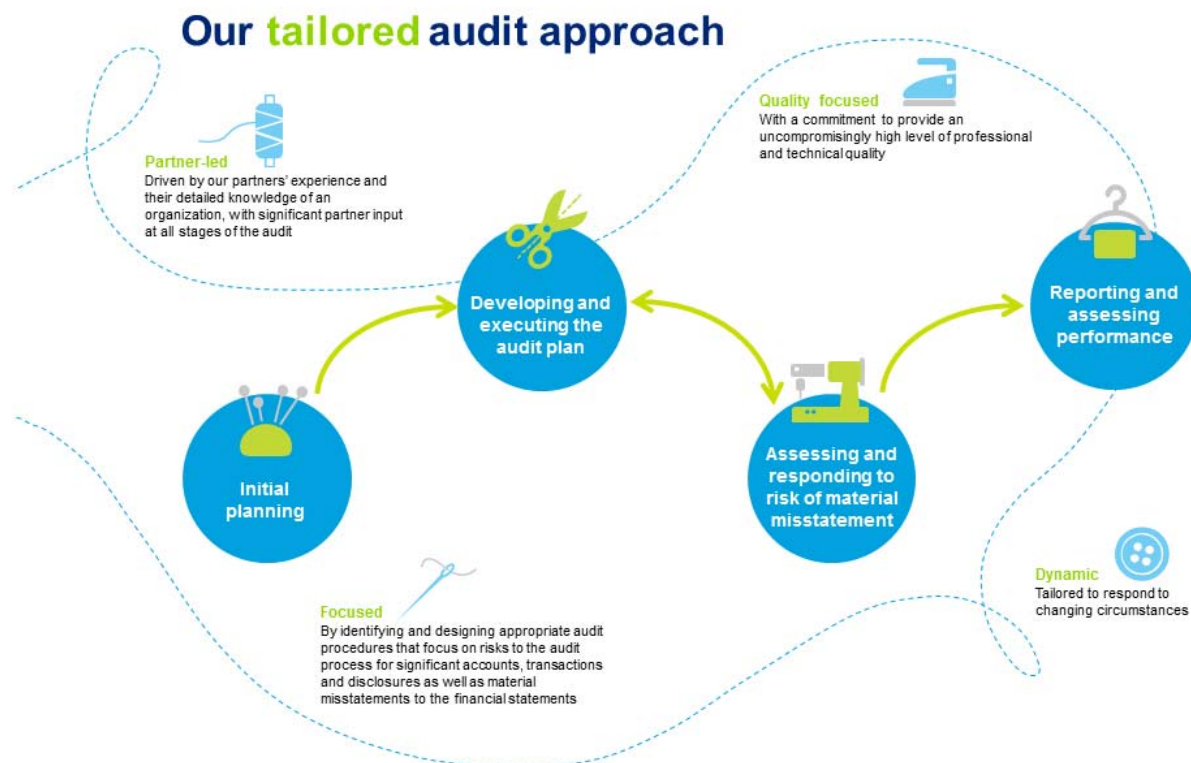 Our tailored audit approach
Partner-led
Driven by our partners' experience and
their detailed knowledge of an
organization, with significant partner input
at all stages of the audit
Quality focused
With a commitment to provide an
uncompromisingly high level of professional
and technical quality
Initial
planning
Developing and
executing the
audit plan
Assessing and
responding to
risk of material
misstatement
Reporting and
assessing
performance
Focused
By identifying and designing appropriate audit
procedures that focus on risks to the audit
process for significant accounts, transactions
and disclosures as well as material
misstatements to the financial statements
Dynamic
Tailored to respond to
changing circumstances